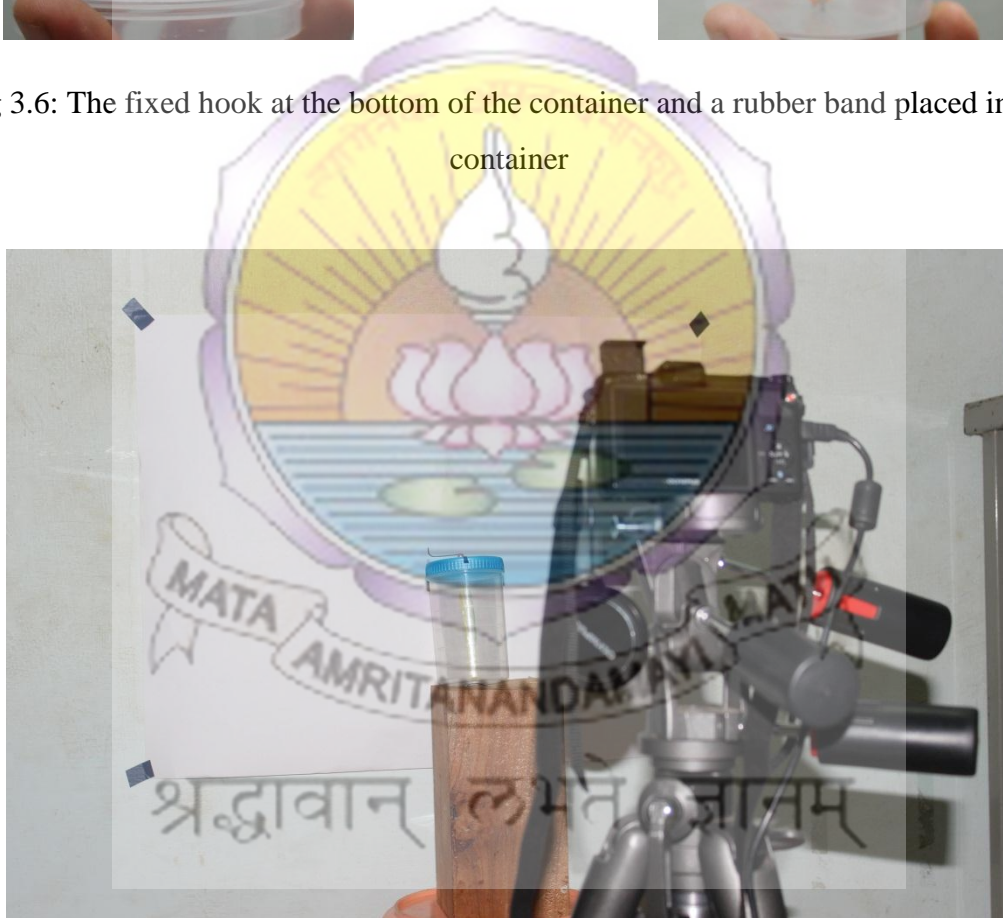 3.6: The fixed hook at the bottom of the container and a rubber band placed in
container
MATA AMRITANANDAMAYI MATH
श्रद्धावान् लभते ज्ञानम्